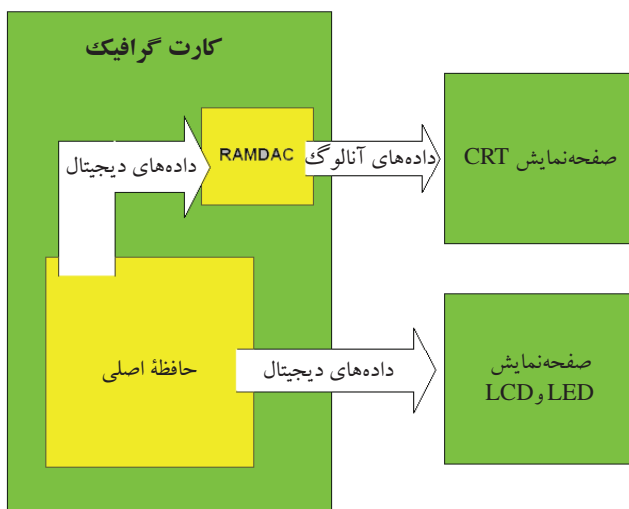 کارت گرافیک
داده‌های دیجیتال
RAMDAC
داده‌های آنالوگ
صفحه‌نمایش CRT
حافظهٔ اصلی
داده‌های دیجیتال
صفحه‌نمایش
LCD و LED